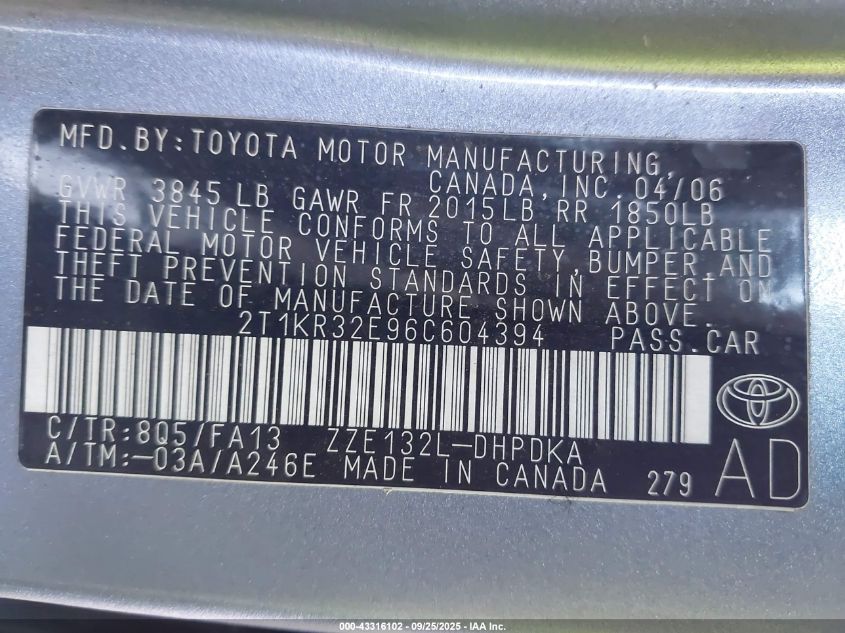 MFD.BY:TOYOTA MOTOR MANUFACTURING,
CANADA,INC. 04/06
GVWR 3845 LB GAWR FR 2015LB RR 1850LB
THIS VEHICLE CONFORMS TO ALL APPLICABLE
FEDERAL MOTOR VEHICLE SAFETY,BUMPER,AND
THEFT PREVENTION STANDARDS IN EFFECT ON
THE DATE OF MANUFACTURE SHOWN ABOVE.
2T1KR32E96C604394 PASS.CAR
C/TR:8Q5/FA13 ZZE132L-DHPDKA
A/TM:-03A/A246E MADE IN CANADA 279 AD
000-43316102 - 09/25/2025 - IAA Inc.